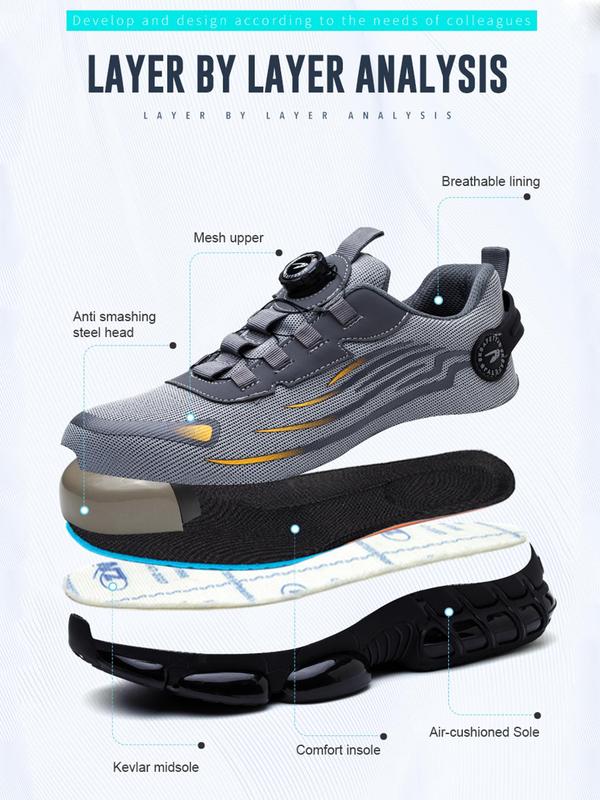 Develop and design according to the needs of colleagues
LAYER BY LAYER ANALYSIS
LAYER BY LAYER ANALYSIS
Breathable lining
Mesh upper
Anti smashing
steel head
Air-cushioned Sole
Comfort insole
Kevlar midsole